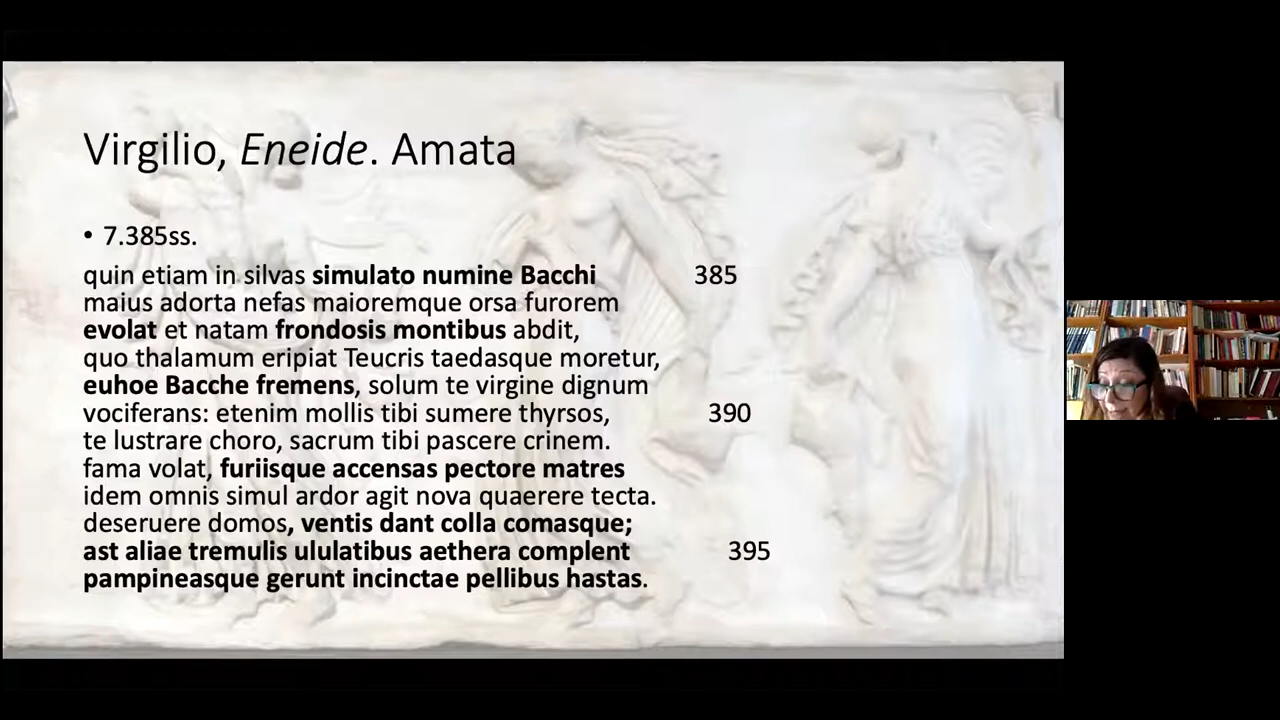 Virgilio, Eneide. Amata
• 7.385ss.
quin etiam in silvas simulato numine Bacchi 385
maius adorta nefas maioremque orsa furorem
evolat et natam frondosis montibus abdit,
quo thalamum eripiat Teucris taedasque moretur,
euhoe Bacche fremens, solum te virgine dignum
vociferans: etenim mollis tibi sumere thyrsos, 390
te lustrare choro, sacrum tibi pascere crinem.
fama volat, furiisque accensas pectore matres
idem omnis simul ardor agit nova quaerere tecta.
deseruere domos, ventis dant colla comasque;
ast aliae tremulis ululatibus aethera complent 395
pampineasque gerunt incinctae pellibus hastas.